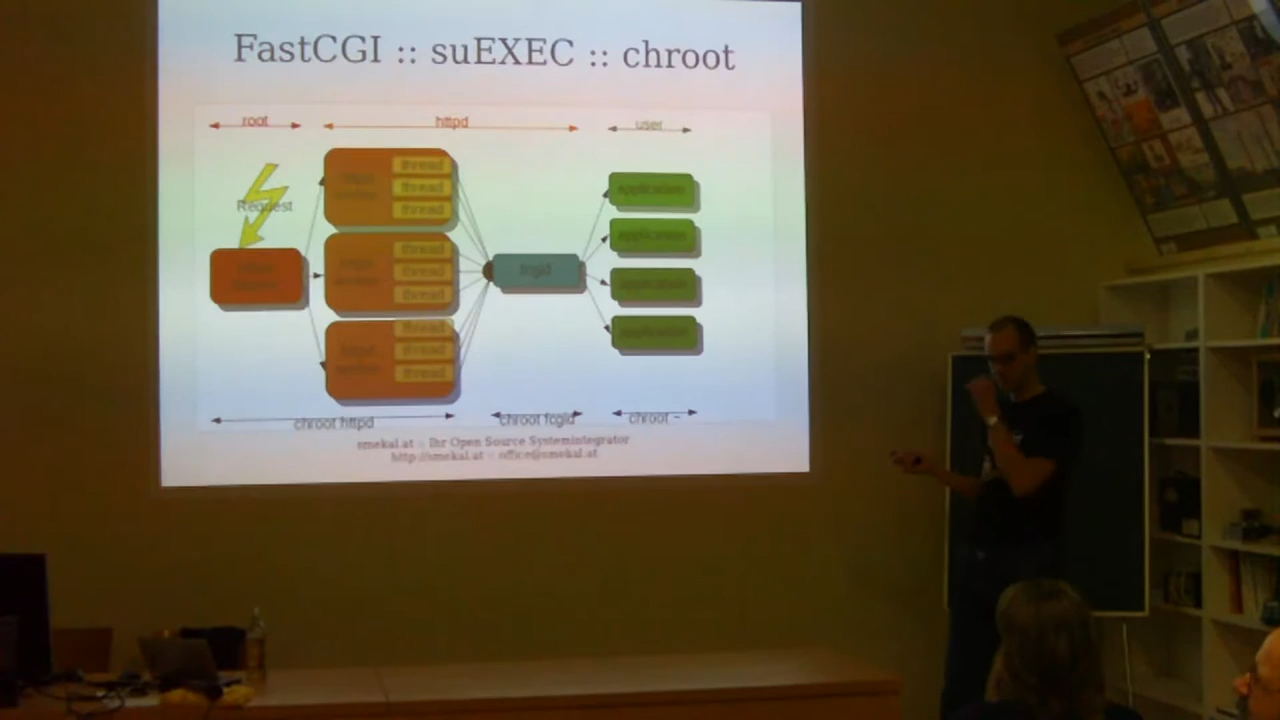 FastCGI :: suEXEC :: chroot
root
httpd
user
Request
thread
thread
thread
thread
thread
thread
thread
thread
thread
fcgid
application
application
application
application
chroot httpd
chroot fcgid
chroot ~
smekal.at :: Ihr Open Source Systemintegrator
http://smekal.at :: office@smekal.at